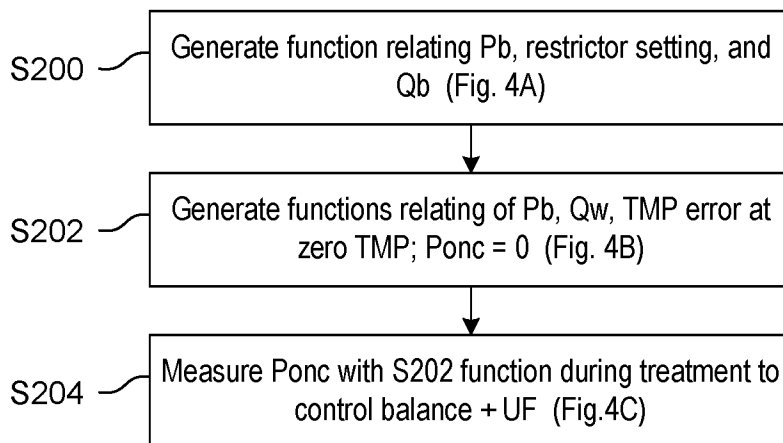 S200
Generate function relating Pb, restrictor setting, and
Qb (Fig. 4A)
S202
Generate functions relating of Pb, Qw, TMP error at
zero TMP; Ponc = 0 (Fig. 4B)
S204
Measure Ponc with S202 function during treatment to
control balance + UF (Fig.4C)